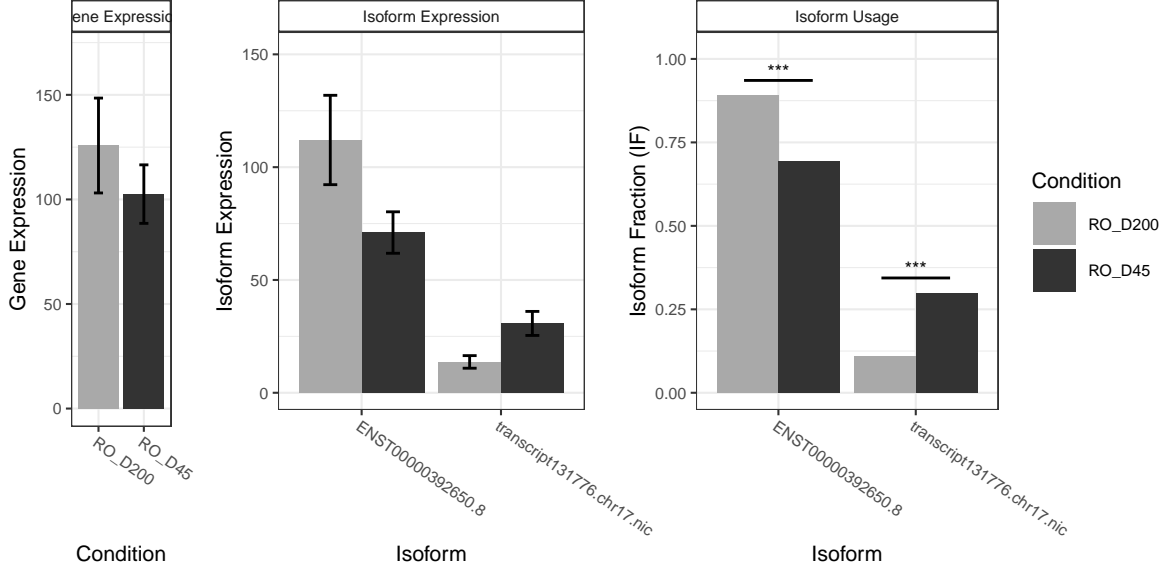 ene Expressio
Gene Expression
150
100
50
0
RO_D200
RO_D45
Condition
Isoform Expression
Isoform Expression
150
100
50
0
ENST00000392650.8
transcript131776.chr17.nic
Isoform
Isoform Usage
Isoform Fraction (IF)
1.00
0.75
0.50
0.25
0.00
***
***
ENST00000392650.8
transcript131776.chr17.nic
Isoform
Condition
RO_D200
RO_D45